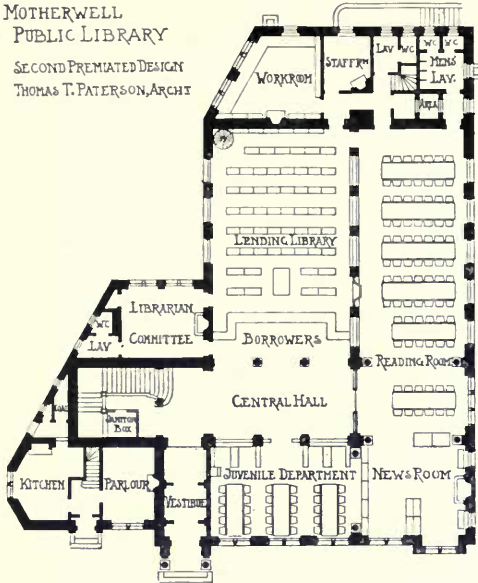 MOTHERWELL
PUBLIC LIBRARY
SECOND PREMIATED DESIGN
THOMAS T. PATERSON, ARCHT
WORKROOM
STAFF RM
LAV
WC
WC
WC
MENS
LAV.
AREA
LENDING LIBRARY
LIBRARIAN
COMMITTEE
WC
LAV
BORROWERS
READING ROOM
CENTRAL HALL
COAL
JANITOR
BOX
KITCHEN
PARLOUR
VESTIBULE
JUVENILE DEPARTMENT
NEWS ROOM